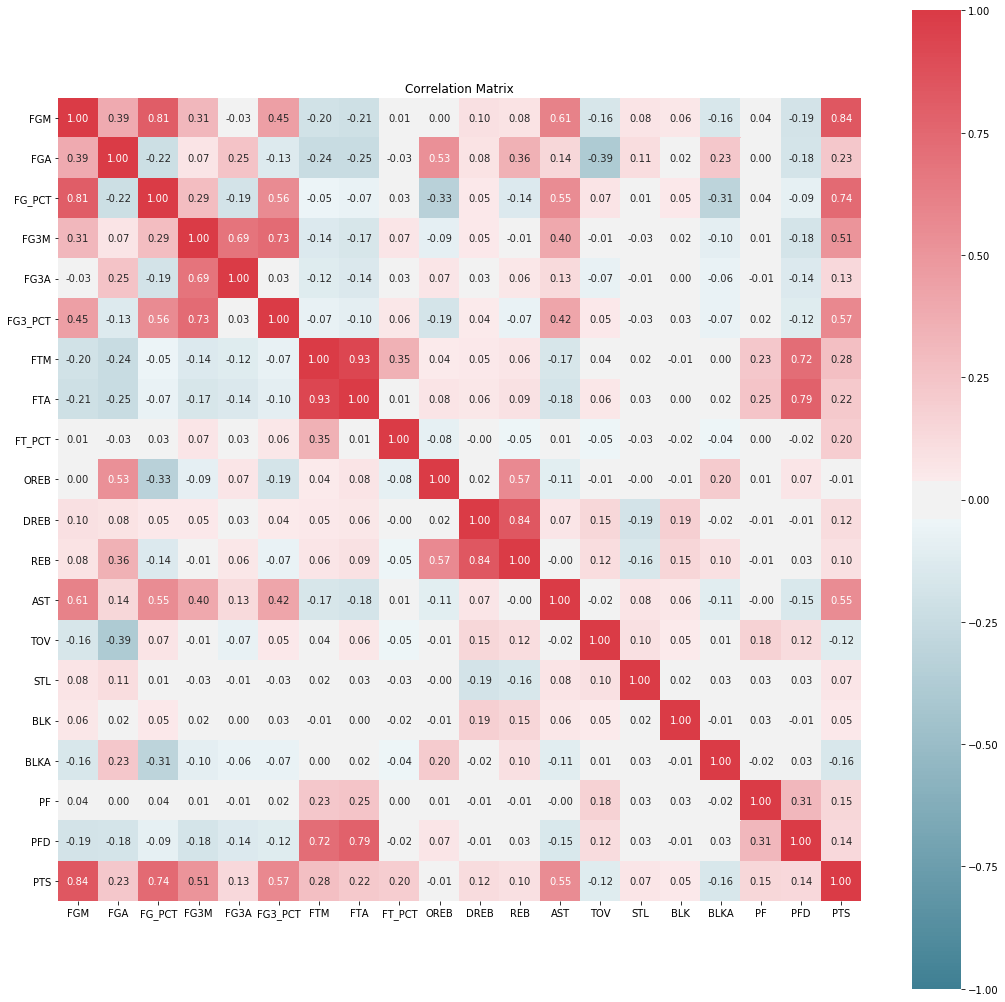 Correlation Matrix
FGM 1.00 0.39 0.81 0.31 -0.03 0.45 -0.20 -0.21 0.01 0.00 0.10 0.08 0.61 -0.16 0.08 0.06 -0.16 0.04 -0.19 0.84
FGA 0.39 1.00 -0.22 0.07 0.25 -0.13 -0.24 -0.25 -0.03 0.53 0.08 0.36 0.14 -0.39 0.11 0.02 0.23 0.00 -0.18 0.23
FG_PCT 0.81 -0.22 1.00 0.29 -0.19 0.56 -0.05 -0.07 0.03 -0.33 0.05 -0.14 0.55 0.07 0.01 0.05 -0.31 0.04 -0.09 0.74
FG3M 0.31 0.07 0.29 1.00 0.69 0.73 -0.14 -0.17 0.07 -0.09 0.05 -0.01 0.40 -0.01 -0.03 0.02 -0.10 0.01 -0.18 0.51
FG3A -0.03 0.25 -0.19 0.69 1.00 0.03 -0.12 -0.14 0.03 0.07 0.03 0.06 0.13 -0.07 -0.01 0.00 -0.06 -0.01 -0.14 0.13
FG3_PCT 0.45 -0.13 0.56 0.73 0.03 1.00 -0.07 -0.10 0.06 -0.19 0.04 -0.07 0.42 0.05 -0.03 0.03 -0.07 0.02 -0.12 0.57
FTM -0.20 -0.24 -0.05 -0.14 -0.12 -0.07 1.00 0.93 0.35 0.04 0.05 0.06 -0.17 0.04 0.02 -0.01 0.00 0.23 0.72 0.28
FTA -0.21 -0.25 -0.07 -0.17 -0.14 -0.10 0.93 1.00 0.01 0.08 0.06 0.09 -0.18 0.06 0.03 0.00 0.02 0.25 0.79 0.22
FT_PCT 0.01 -0.03 0.03 0.07 0.03 0.06 0.35 0.01 1.00 -0.08 -0.00 -0.05 0.01 -0.05 -0.03 -0.02 -0.04 0.00 -0.02 0.20
OREB 0.00 0.53 -0.33 -0.09 0.07 -0.19 0.04 0.08 -0.08 1.00 0.02 0.57 -0.11 -0.01 -0.00 -0.01 0.20 0.01 0.07 -0.01
DREB 0.10 0.08 0.05 0.05 0.03 0.04 0.05 0.06 -0.00 0.02 1.00 0.84 0.07 0.15 -0.19 0.19 -0.02 -0.01 -0.01 0.12
REB 0.08 0.36 -0.14 -0.01 0.06 -0.07 0.06 0.09 -0.05 0.57 0.84 1.00 -0.00 0.12 -0.16 0.15 0.10 -0.01 0.03 0.10
AST 0.61 0.14 0.55 0.40 0.13 0.42 -0.17 -0.18 0.01 -0.11 0.07 -0.00 1.00 -0.02 0.08 0.06 -0.11 -0.00 -0.15 0.55
TOV -0.16 -0.39 0.07 -0.01 -0.07 0.05 0.04 0.06 -0.05 -0.01 0.15 0.12 -0.02 1.00 0.10 0.05 0.01 0.18 0.12 -0.12
STL 0.08 0.11 0.01 -0.03 -0.01 -0.03 0.02 0.03 -0.03 -0.00 -0.19 -0.16 0.08 0.10 1.00 0.02 0.03 0.03 0.03 0.07
BLK 0.06 0.02 0.05 0.02 0.00 0.03 -0.01 0.00 -0.02 -0.01 0.19 0.15 0.06 0.05 0.02 1.00 -0.01 0.03 -0.01 0.05
BLKA -0.16 0.23 -0.31 -0.10 -0.06 -0.07 0.00 0.02 -0.04 0.20 -0.02 0.10 -0.11 0.01 0.03 -0.01 1.00 -0.02 0.03 -0.16
PF 0.04 0.00 0.04 0.01 -0.01 0.02 0.23 0.25 0.00 0.01 -0.01 -0.01 -0.00 0.18 0.03 0.03 -0.02 1.00 0.31 0.15
PFD -0.19 -0.18 -0.09 -0.18 -0.14 -0.12 0.72 0.79 -0.02 0.07 -0.01 0.03 -0.15 0.12 0.03 -0.01 0.03 0.31 1.00 0.14
PTS 0.84 0.23 0.74 0.51 0.13 0.57 0.28 0.22 0.20 -0.01 0.12 0.10 0.55 -0.12 0.07 0.05 -0.16 0.15 0.14 1.00
FGM FGA FG_PCT FG3M FG3A FG3_PCT FTM FTA FT_PCT OREB DREB REB AST TOV STL BLK BLKA PF PFD PTS
1.00
0.75
0.50
0.25
0.00
−0.25
−0.50
−0.75
−1.00